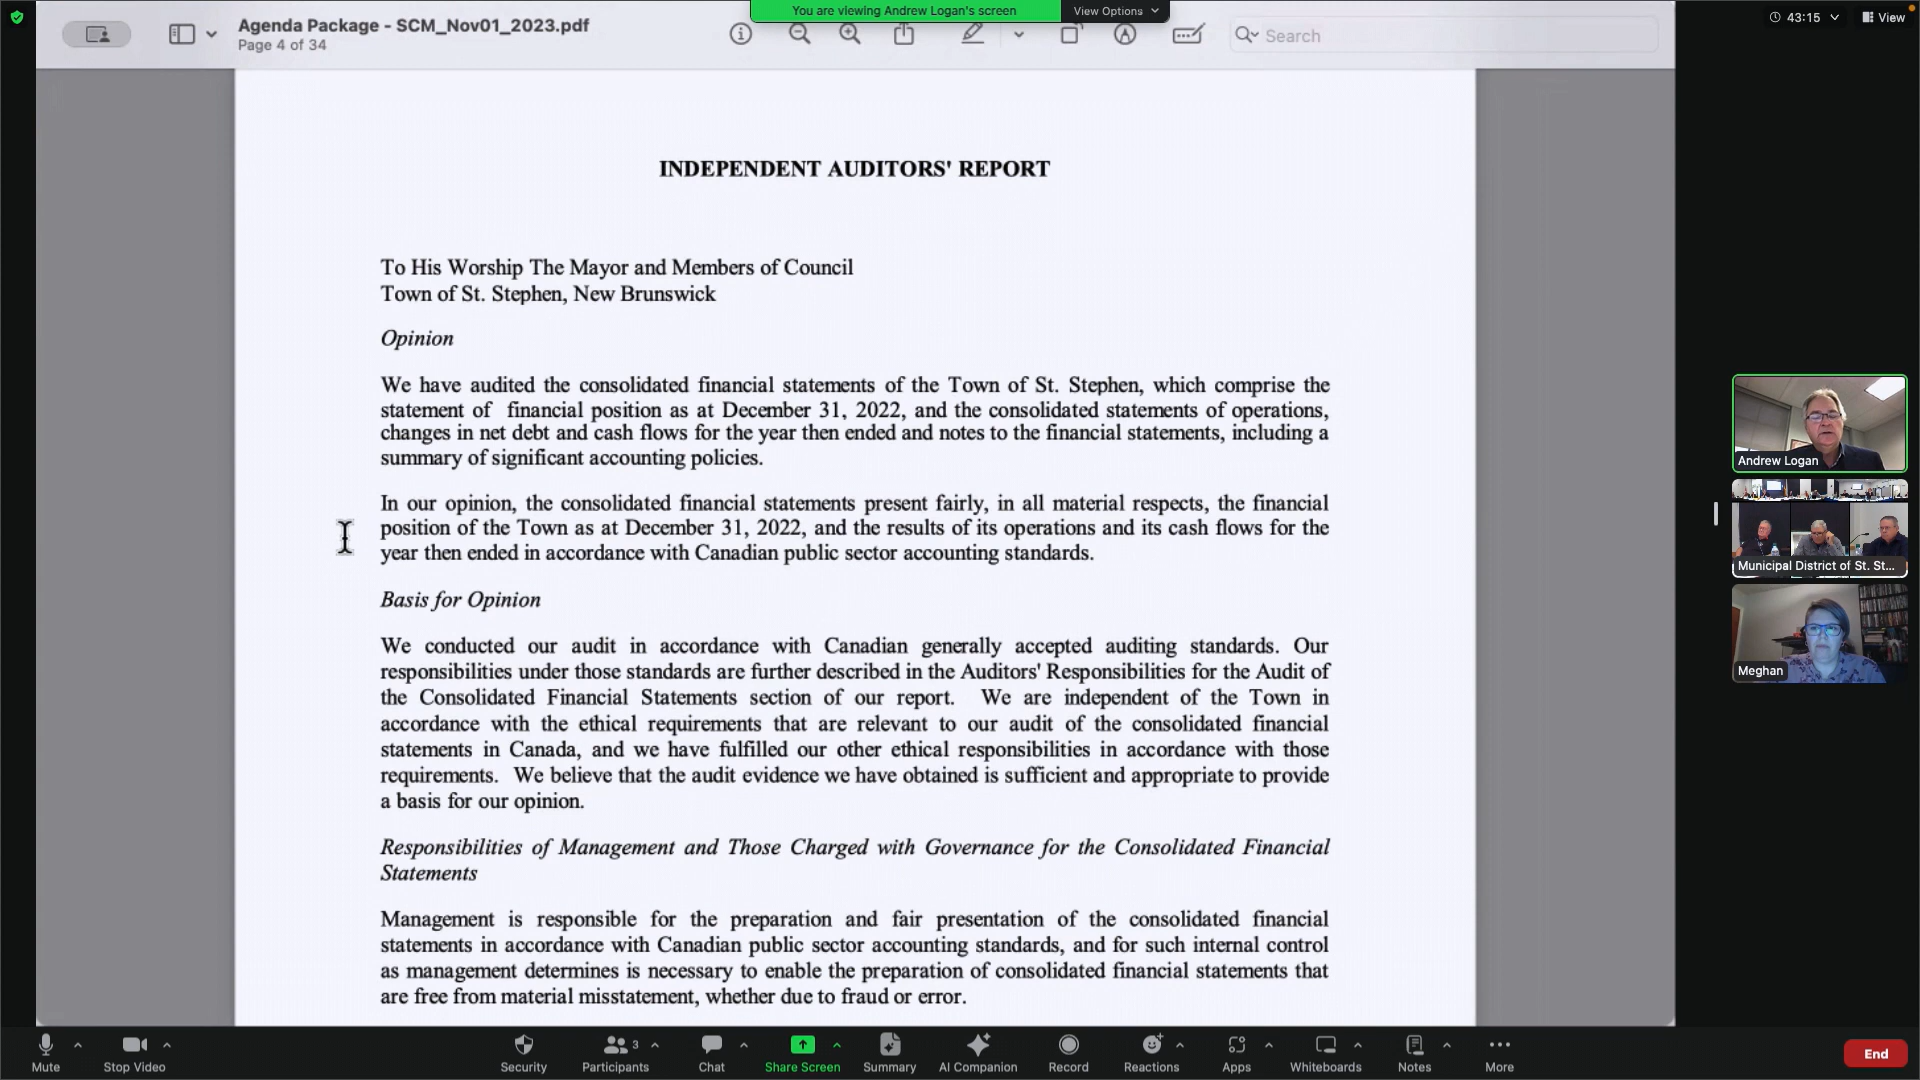 You are viewing Andrew Logan's screen
View Options
Agenda Package - SCM_Nov01_2023.pdf
Page 4 of 34
Search
43:15
View
INDEPENDENT AUDITORS' REPORT
To His Worship The Mayor and Members of Council
Town of St. Stephen, New Brunswick
Opinion
We have audited the consolidated financial statements of the Town of St. Stephen, which comprise the
statement of financial position as at December 31, 2022, and the consolidated statements of operations,
changes in net debt and cash flows for the year then ended and notes to the financial statements, including a
summary of significant accounting policies.
In our opinion, the consolidated financial statements present fairly, in all material respects, the financial
position of the Town as at December 31, 2022, and the results of its operations and its cash flows for the
year then ended in accordance with Canadian public sector accounting standards.
Basis for Opinion
We conducted our audit in accordance with Canadian generally accepted auditing standards. Our
responsibilities under those standards are further described in the Auditors' Responsibilities for the Audit of
the Consolidated Financial Statements section of our report. We are independent of the Town in
accordance with the ethical requirements that are relevant to our audit of the consolidated financial
statements in Canada, and we have fulfilled our other ethical responsibilities in accordance with those
requirements. We believe that the audit evidence we have obtained is sufficient and appropriate to provide
a basis for our opinion.
Responsibilities of Management and Those Charged with Governance for the Consolidated Financial
Statements
Management is responsible for the preparation and fair presentation of the consolidated financial
statements in accordance with Canadian public sector accounting standards, and for such internal control
as management determines is necessary to enable the preparation of consolidated financial statements that
are free from material misstatement, whether due to fraud or error.
Andrew Logan
Municipal District of St. St...
Meghan
Mute
Stop Video
Security
Participants
3
Chat
Share Screen
Summary
AI Companion
Record
Reactions
Apps
Whiteboards
Notes
More
End